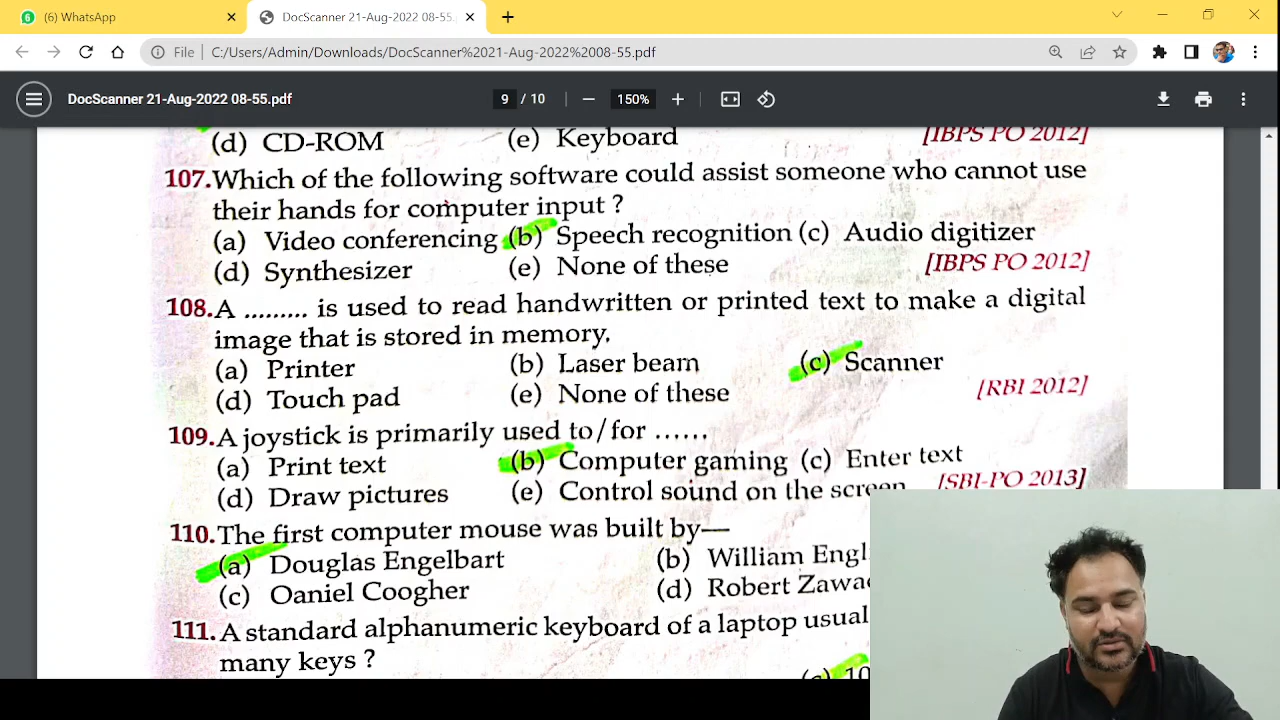 (6) WhatsApp
DocScanner 21-Aug-2022 08-55.
File C:/Users/Admin/Downloads/DocScanner%2021-Aug-2022%2008-55.pdf
DocScanner 21-Aug-2022 08-55.pdf
9 / 10
150%
(d) CD-ROM (e) Keyboard [IBPS PO 2012]
107. Which of the following software could assist someone who cannot use
their hands for computer input ?
(a) Video conferencing (b) Speech recognition (c) Audio digitizer
(d) Synthesizer (e) None of these [IBPS PO 2012]
108. A ......... is used to read handwritten or printed text to make a digital
image that is stored in memory.
(a) Printer (b) Laser beam (c) Scanner
(d) Touch pad (e) None of these [RBI 2012]
109. A joystick is primarily used to/for ......
(a) Print text (b) Computer gaming (c) Enter text
(d) Draw pictures (e) Control sound on the screen [SBI-PO 2013]
110. The first computer mouse was built by—
(a) Douglas Engelbart (b) William Engl
(c) Oaniel Coogher (d) Robert Zawa
111. A standard alphanumeric keyboard of a laptop usual
many keys ?
(c) 10